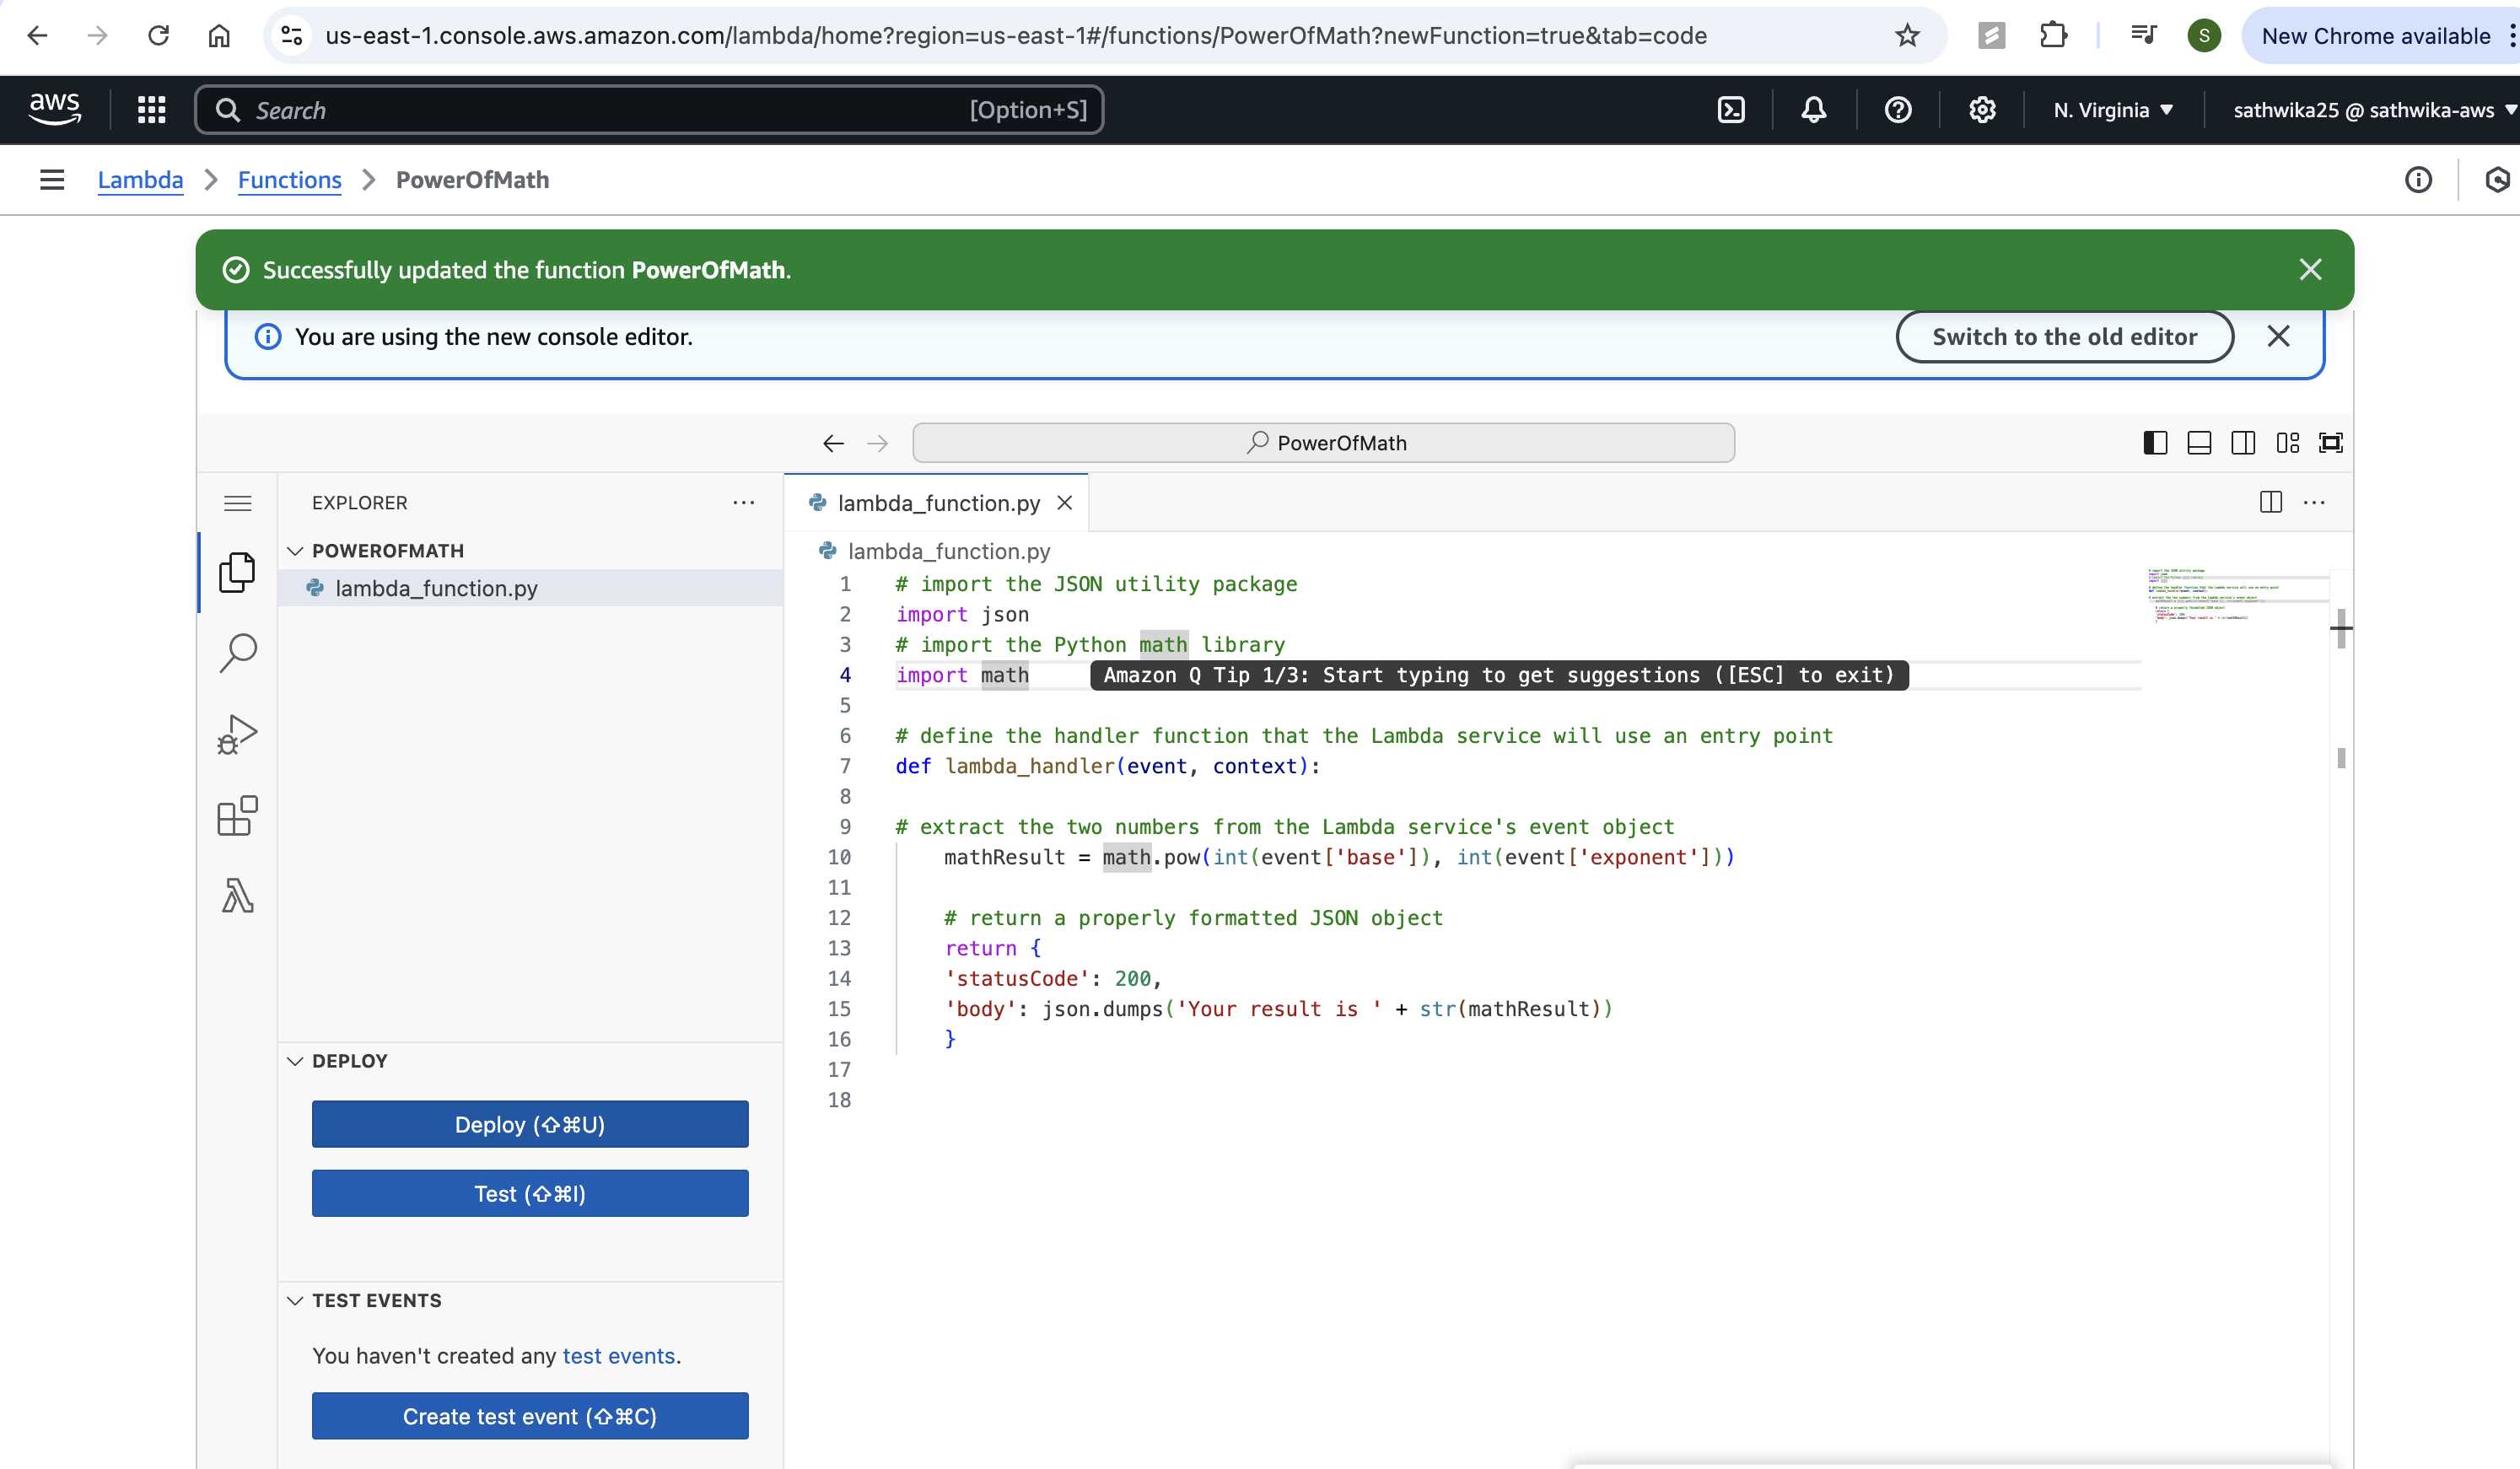 us-east-1.console.aws.amazon.com/lambda/home?region=us-east-1#/functions/PowerOfMath?newFunction=true&tab=code
S
New Chrome available
aws
Search
[Option+S]
N. Virginia
sathwika25 @ sathwika-aws
Lambda
Functions
PowerOfMath
Successfully updated the function PowerOfMath.
You are using the new console editor.
Switch to the old editor
PowerOfMath
EXPLORER
POWEROFMATH
lambda_function.py
DEPLOY
Deploy (⇧⌘U)
Test (⇧⌘I)
TEST EVENTS
You haven't created any test events.
Create test event (⇧⌘C)
lambda_function.py
lambda_function.py
1 # import the JSON utility package
2 import json
3 # import the Python math library
4 import math Amazon Q Tip 1/3: Start typing to get suggestions ([ESC] to exit)
5
6 # define the handler function that the Lambda service will use an entry point
7 def lambda_handler(event, context):
8
9 # extract the two numbers from the Lambda service's event object
10 mathResult = math.pow(int(event['base']), int(event['exponent']))
11
12 # return a properly formatted JSON object
13 return {
14 'statusCode': 200,
15 'body': json.dumps('Your result is ' + str(mathResult))
16 }
17
18